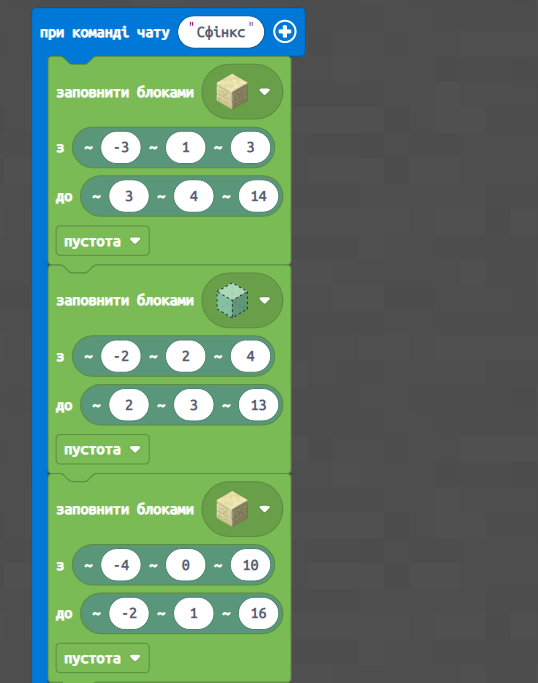 при команді чату "Сфінкс"
заповнити блоками
з ~ -3 ~ 1 ~ 3
до ~ 3 ~ 4 ~ 14
пустота
заповнити блоками
з ~ -2 ~ 2 ~ 4
до ~ 2 ~ 3 ~ 13
пустота
заповнити блоками
з ~ -4 ~ 0 ~ 10
до ~ -2 ~ 1 ~ 16
пустота